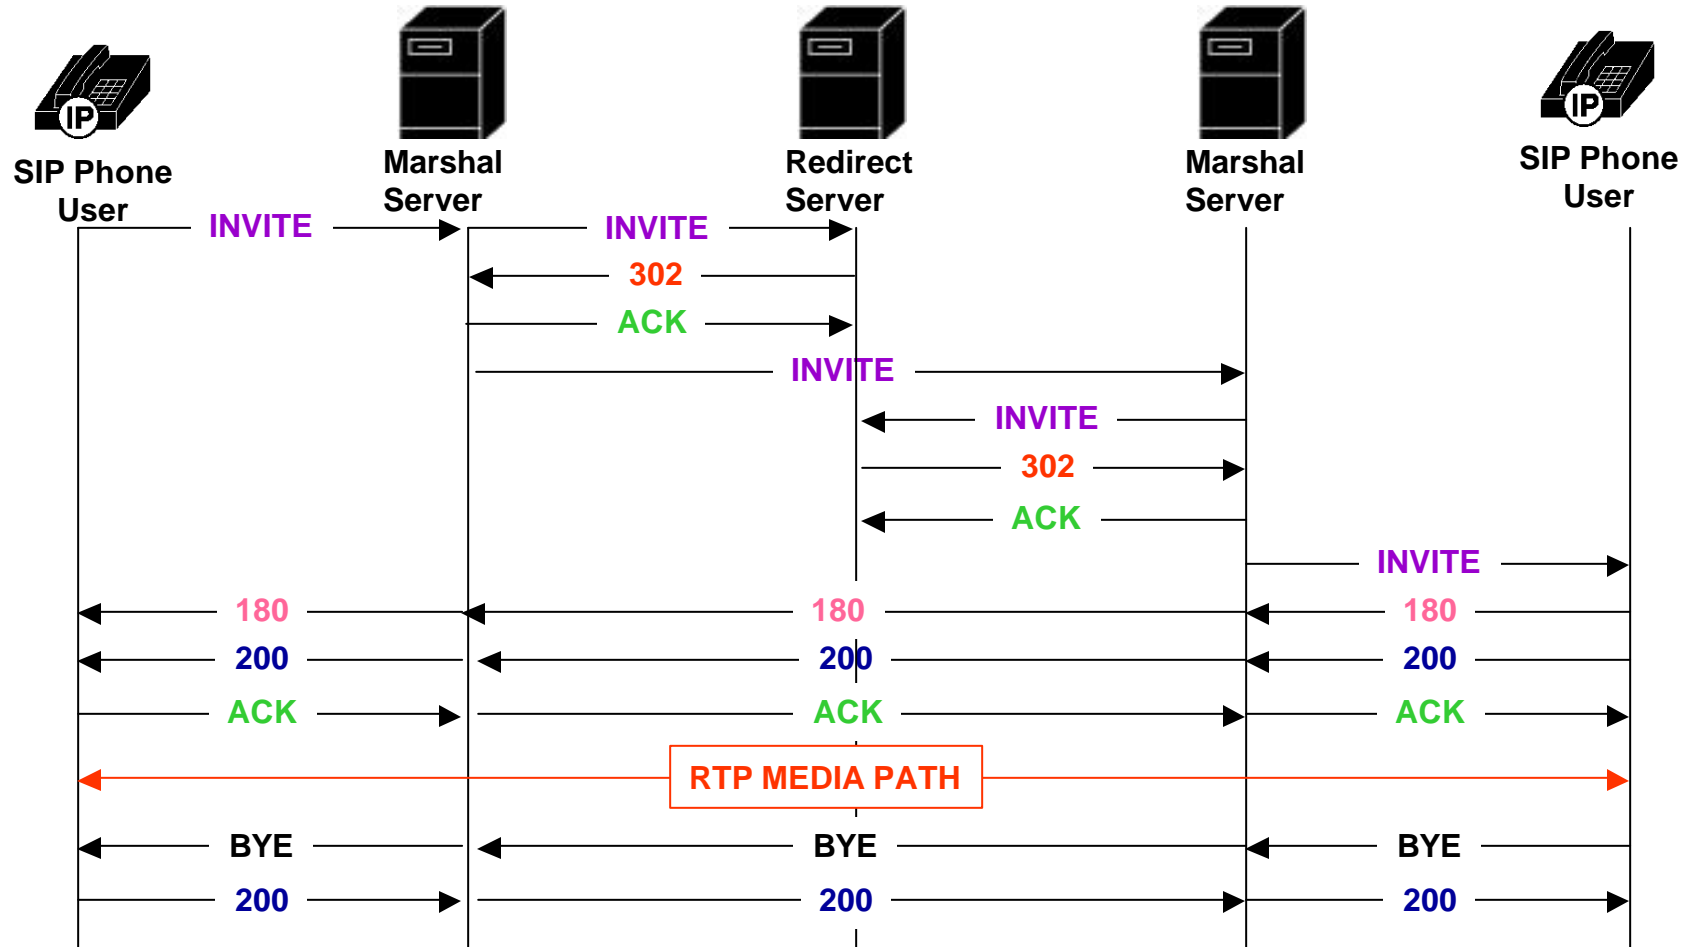 IP
IP
SIP Phone
User
Marshal
Server
Redirect
Server
Marshal
Server
SIP Phone
User
INVITE
INVITE
302
ACK
INVITE
INVITE
302
ACK
INVITE
180
180
180
200
200
200
ACK
ACK
ACK
RTP MEDIA PATH
BYE
BYE
BYE
200
200
200